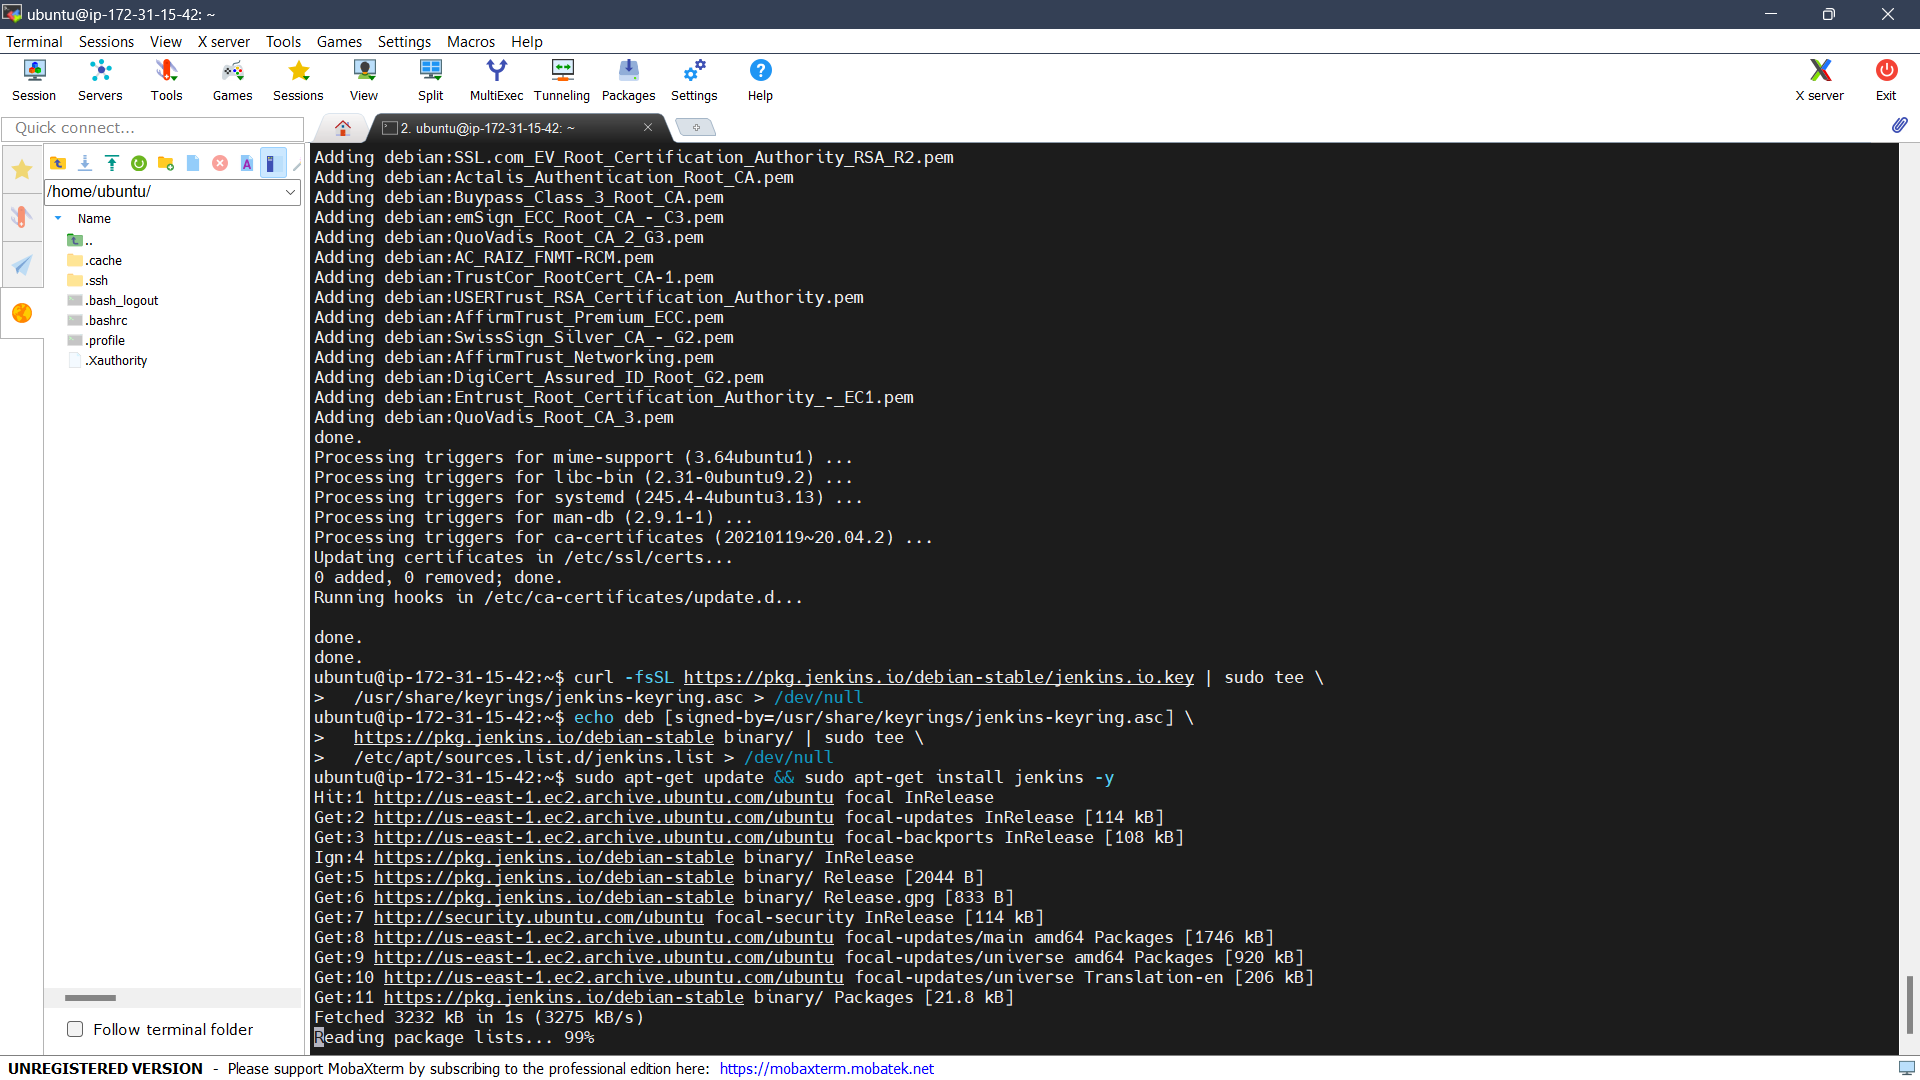 ubuntu@ip-172-31-15-42: ~
Terminal Sessions View X server Tools Games Settings Macros Help
Session Servers Tools Games Sessions View Split MultiExec Tunneling Packages Settings Help X server Exit
Quick connect...
2. ubuntu@ip-172-31-15-42: ~
/home/ubuntu/
Name
..
.cache
.ssh
.bash_logout
.bashrc
.profile
.Xauthority
Follow terminal folder
Adding debian:SSL.com_EV_Root_Certification_Authority_RSA_R2.pem
Adding debian:Actalis_Authentication_Root_CA.pem
Adding debian:Buypass_Class_3_Root_CA.pem
Adding debian:emSign_ECC_Root_CA_-_C3.pem
Adding debian:QuoVadis_Root_CA_2_G3.pem
Adding debian:AC_RAIZ_FNMT-RCM.pem
Adding debian:TrustCor_RootCert_CA-1.pem
Adding debian:USERTrust_RSA_Certification_Authority.pem
Adding debian:AffirmTrust_Premium_ECC.pem
Adding debian:SwissSign_Silver_CA_-_G2.pem
Adding debian:AffirmTrust_Networking.pem
Adding debian:DigiCert_Assured_ID_Root_G2.pem
Adding debian:Entrust_Root_Certification_Authority_-_EC1.pem
Adding debian:QuoVadis_Root_CA_3.pem
done.
Processing triggers for mime-support (3.64ubuntu1) ...
Processing triggers for libc-bin (2.31-0ubuntu9.2) ...
Processing triggers for systemd (245.4-4ubuntu3.13) ...
Processing triggers for man-db (2.9.1-1) ...
Processing triggers for ca-certificates (20210119~20.04.2) ...
Updating certificates in /etc/ssl/certs...
0 added, 0 removed; done.
Running hooks in /etc/ca-certificates/update.d...
done.
done.
ubuntu@ip-172-31-15-42:~$ curl -fsSL https://pkg.jenkins.io/debian-stable/jenkins.io.key | sudo tee \
>   /usr/share/keyrings/jenkins-keyring.asc > /dev/null
ubuntu@ip-172-31-15-42:~$ echo deb [signed-by=/usr/share/keyrings/jenkins-keyring.asc] \
>   https://pkg.jenkins.io/debian-stable binary/ | sudo tee \
>   /etc/apt/sources.list.d/jenkins.list > /dev/null
ubuntu@ip-172-31-15-42:~$ sudo apt-get update && sudo apt-get install jenkins -y
Hit:1 http://us-east-1.ec2.archive.ubuntu.com/ubuntu focal InRelease
Get:2 http://us-east-1.ec2.archive.ubuntu.com/ubuntu focal-updates InRelease [114 kB]
Get:3 http://us-east-1.ec2.archive.ubuntu.com/ubuntu focal-backports InRelease [108 kB]
Ign:4 https://pkg.jenkins.io/debian-stable binary/ InRelease
Get:5 https://pkg.jenkins.io/debian-stable binary/ Release [2044 B]
Get:6 https://pkg.jenkins.io/debian-stable binary/ Release.gpg [833 B]
Get:7 http://security.ubuntu.com/ubuntu focal-security InRelease [114 kB]
Get:8 http://us-east-1.ec2.archive.ubuntu.com/ubuntu focal-updates/main amd64 Packages [1746 kB]
Get:9 http://us-east-1.ec2.archive.ubuntu.com/ubuntu focal-updates/universe amd64 Packages [920 kB]
Get:10 http://us-east-1.ec2.archive.ubuntu.com/ubuntu focal-updates/universe Translation-en [206 kB]
Get:11 https://pkg.jenkins.io/debian-stable binary/ Packages [21.8 kB]
Fetched 3232 kB in 1s (3275 kB/s)
Reading package lists... 99%
UNREGISTERED VERSION - Please support MobaXterm by subscribing to the professional edition here: https://mobaxterm.mobatek.net